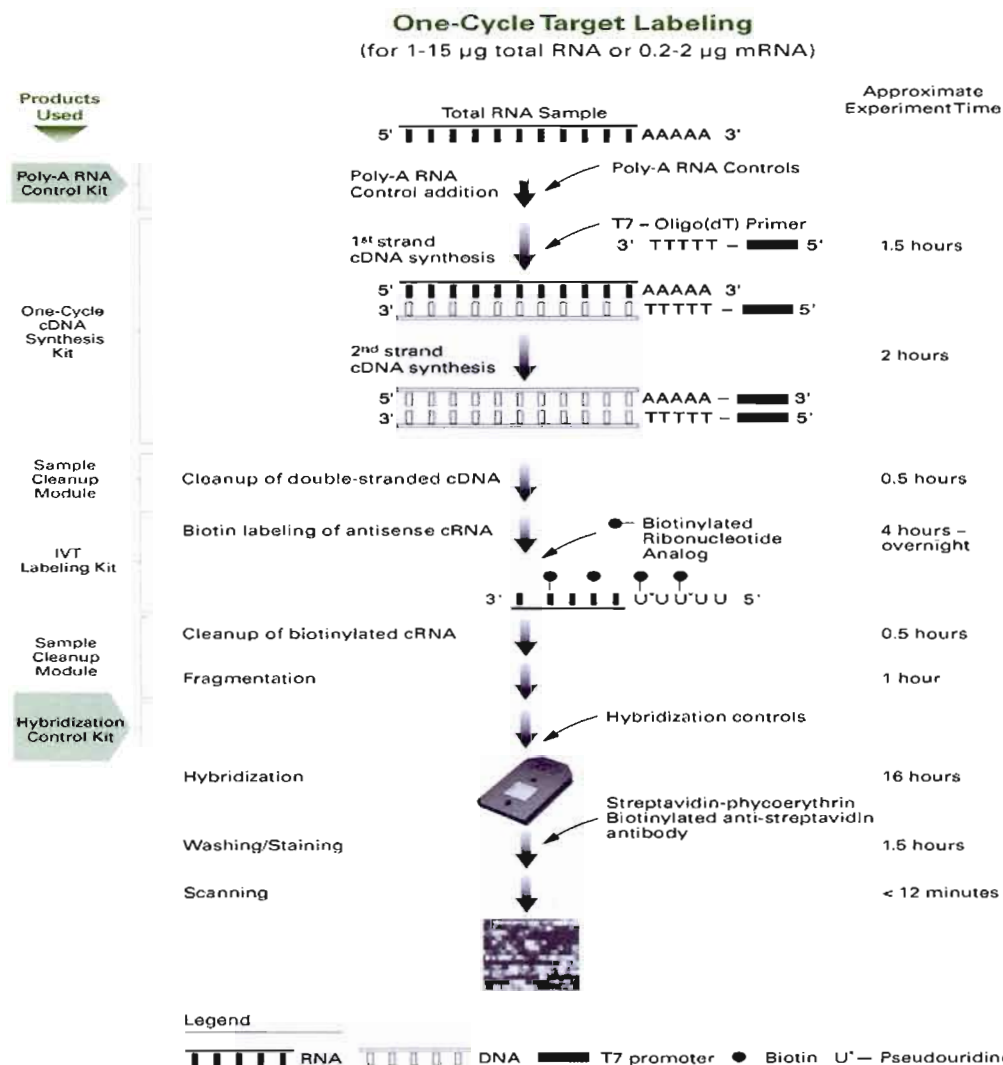 One-Cycle Target Labeling
(for 1-15 µg total RNA or 0.2-2 µg mRNA)
Products
Used
Approximate
Experiment Time
Total RNA Sample
5' AAAAA 3'
Poly-A RNA
Control Kit
Poly-A RNA
Control addition
Poly-A RNA Controls
T7 – Oligo(dT) Primer
3' TTTTT – 5'
1st strand
cDNA synthesis
1.5 hours
5' AAAAA 3'
3' TTTTT – 5'
One-Cycle
cDNA
Synthesis
Kit
2nd strand
cDNA synthesis
2 hours
5' AAAAA – 3'
3' TTTTT – 5'
Sample
Cleanup
Module
Cleanup of double-stranded cDNA
0.5 hours
Biotin labeling of antisense cRNA
Biotinylated
Ribonucleotide
Analog
4 hours –
overnight
IVT
Labeling Kit
3' U*U U*U U 5'
Sample
Cleanup
Module
Cleanup of biotinylated cRNA
0.5 hours
Fragmentation
1 hour
Hybridization
Control Kit
Hybridization controls
Hybridization
16 hours
Streptavidin-phycoerythrin
Biotinylated anti-streptavidin
antibody
Washing/Staining
1.5 hours
Scanning
< 12 minutes
Legend
RNA DNA T7 promoter Biotin U* – Pseudouridine